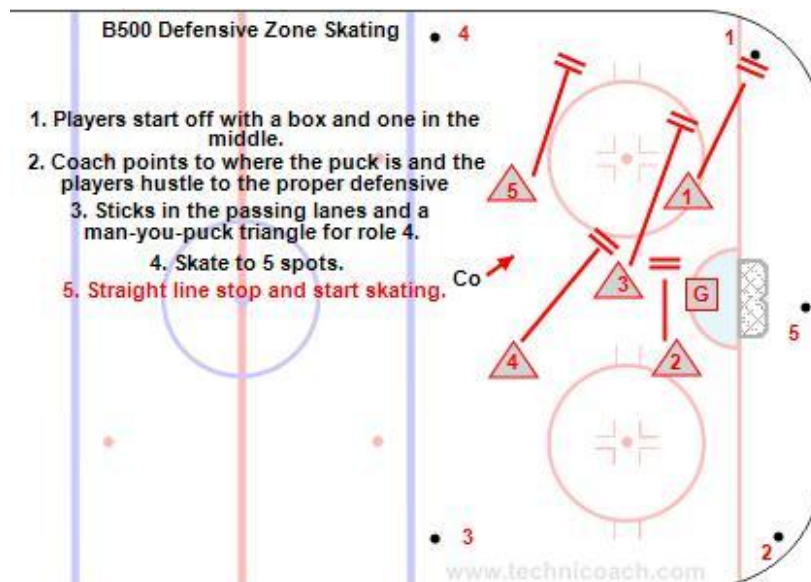 B500 Defensive Zone Skating
4
1
1. Players start off with a box and one in the
middle.
2. Coach points to where the puck is and the
players hustle to the proper defensive
3. Sticks in the passing lanes and a
man-you-puck triangle for role 4.
4. Skate to 5 spots.
5. Straight line stop and start skating.
Co
5
1
3
G
4
2
5
3
2
www.technicoach.com